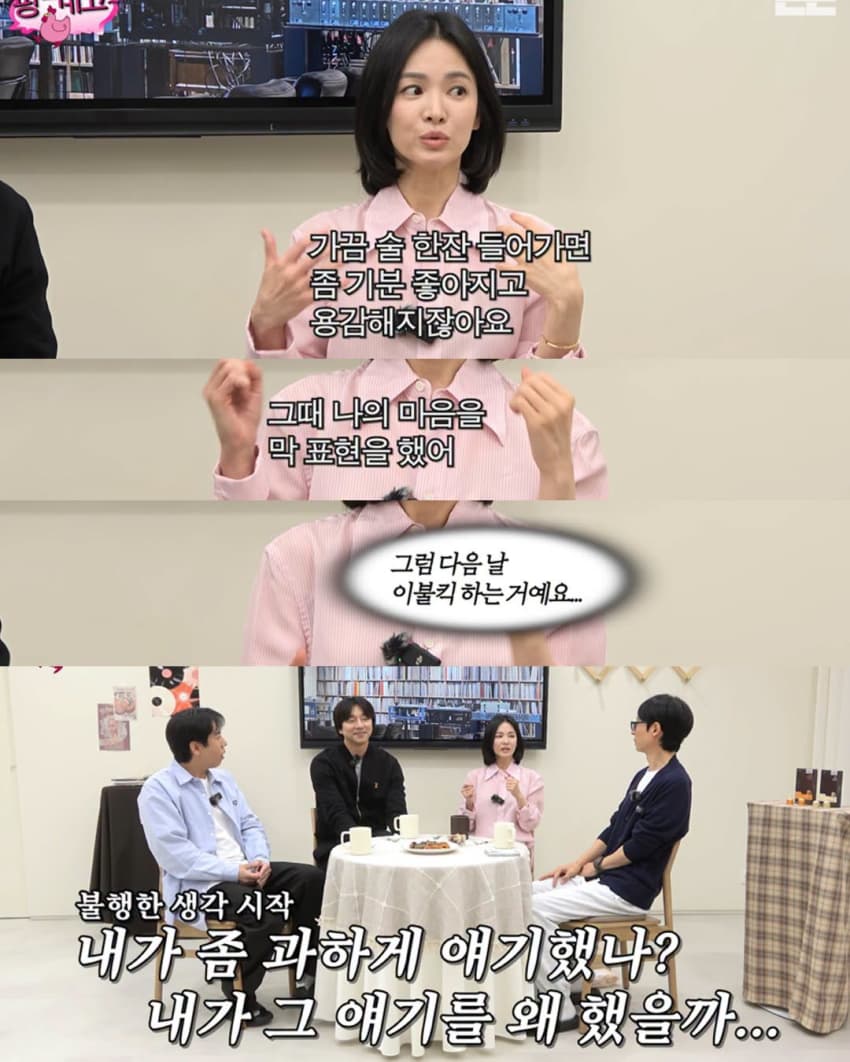 가끔 술 한잔 들어가면
좀 기분 좋아지고
용감해지잖아요
그때 나의 마음을
막 표현을 했어
그럼 다음 날
이불킥 하는 거예요...
불행한 생각 시작
내가 좀 과하게 얘기했나?
내가 그 얘기를 왜 했을까...